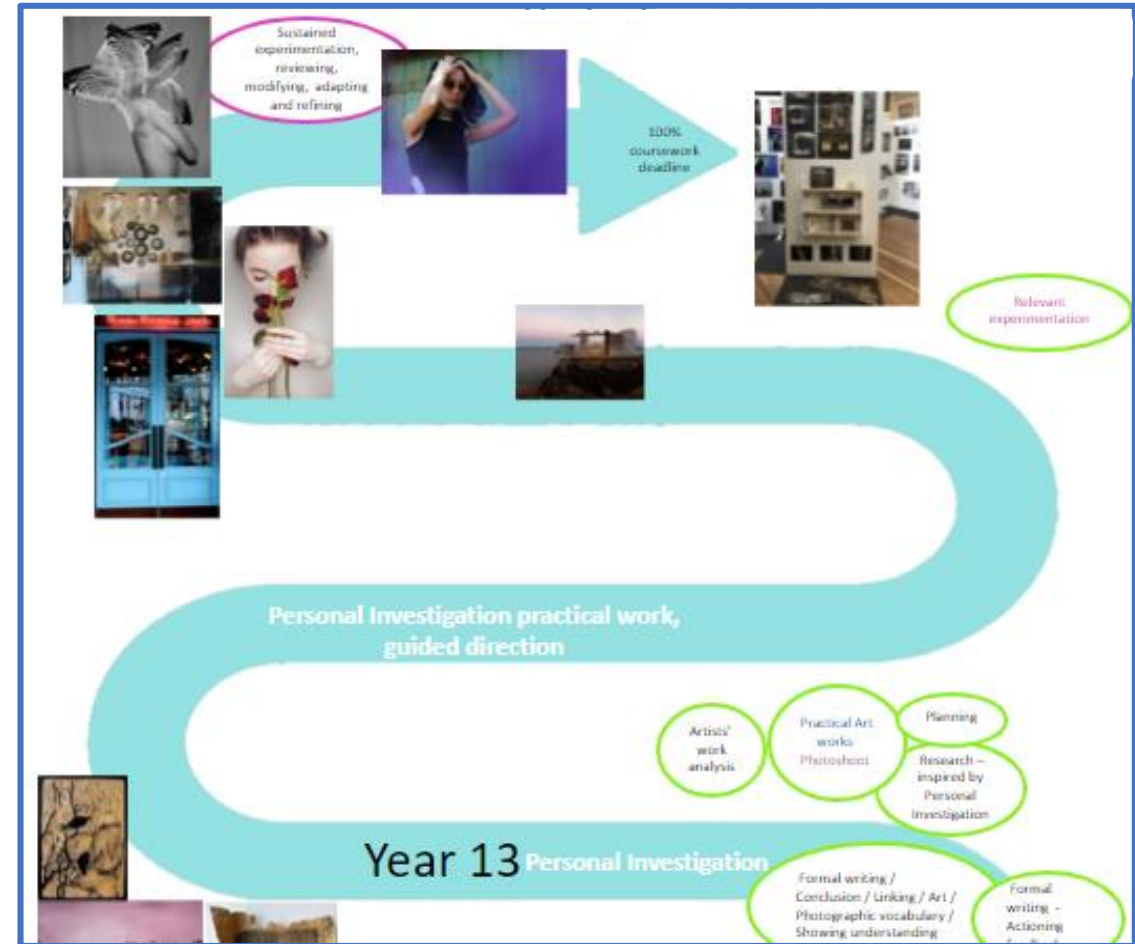 Sustained
experimentation,
reviewing,
modifying, adapting
and refining
100%
coursework
deadline
Relevant
experimentation
Personal Investigation practical work,
guided direction
Artists'
work
analysis
Practical Art
works
Photoshoot
Planning
Research –
inspired by
Personal
Investigation
Year 13 Personal Investigation
Formal writing /
Conclusion / Linking / Art /
Photographic vocabulary /
Showing understanding
Formal
writing -
Actioning